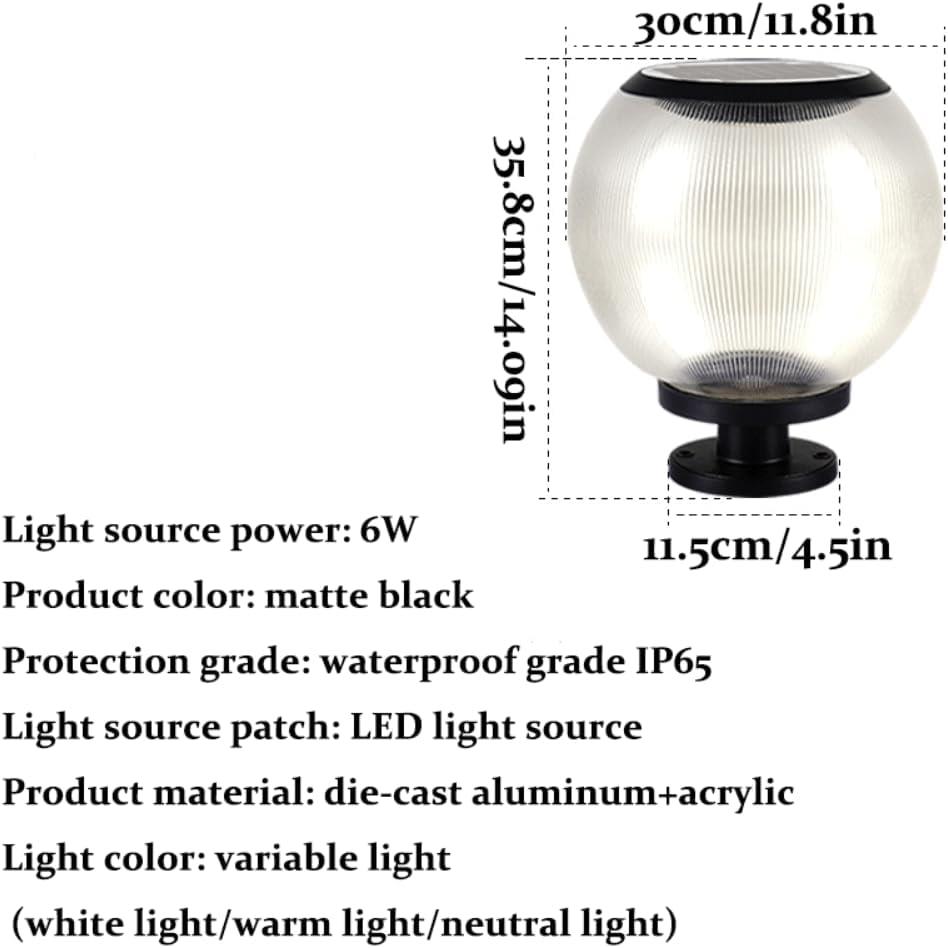 30cm/11.8in
35.8cm/14.09in
11.5cm/4.5in
Light source power: 6W
Product color: matte black
Protection grade: waterproof grade IP65
Light source patch: LED light source
Product material: die-cast aluminum+acrylic
Light color: variable light
(white light/warm light/neutral light)